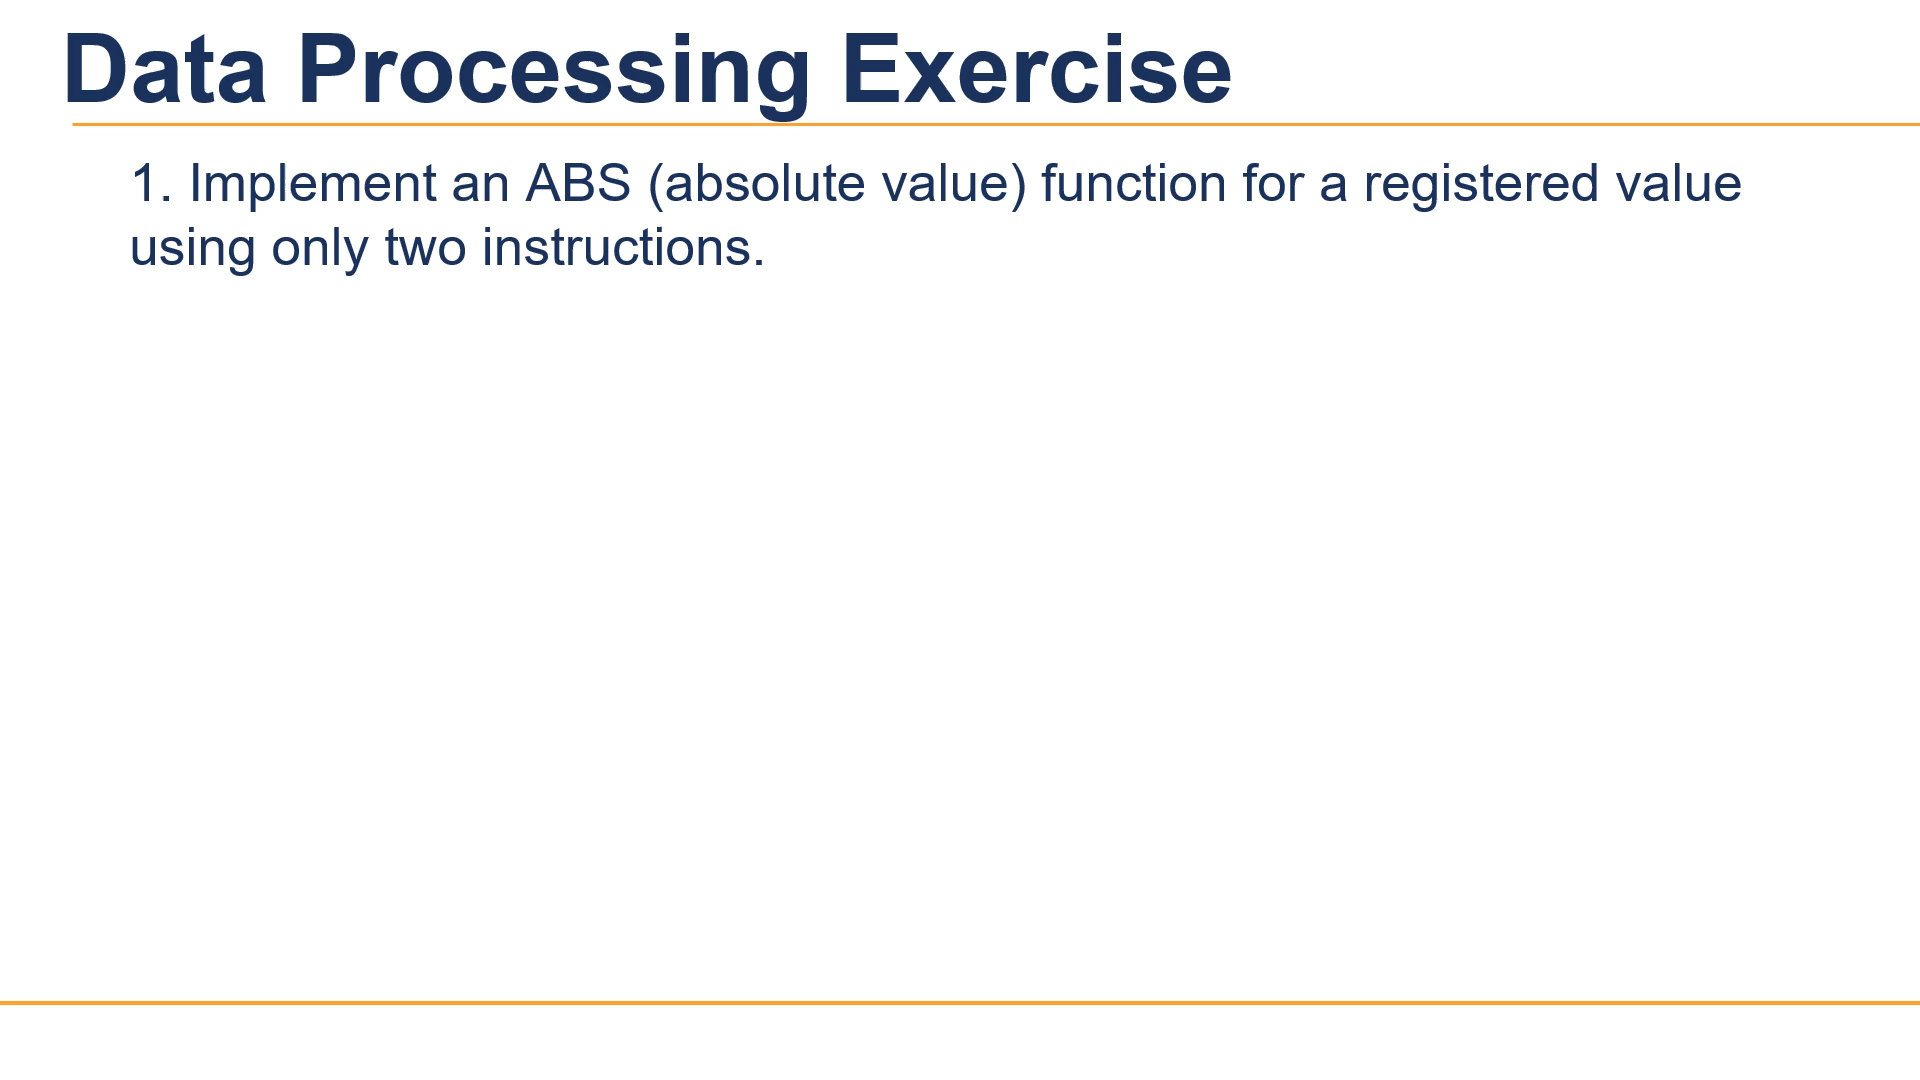 Data Processing Exercise
1. Implement an ABS (absolute value) function for a registered value
using only two instructions.